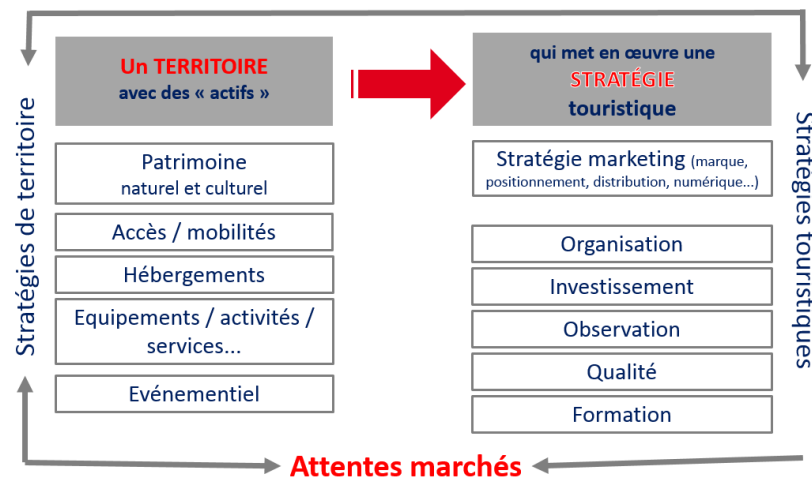 Un TERRITOIRE
avec des « actifs »
qui met en œuvre une
STRATÉGIE
touristique
Stratégies de territoire
Patrimoine
naturel et culturel
Accès / mobilités
Hébergements
Equipements / activités /
services...
Evénementiel
Stratégie marketing (marque,
positionnement, distribution, numérique...)
Organisation
Investissement
Observation
Qualité
Formation
Stratégies touristiques
Attentes marchés